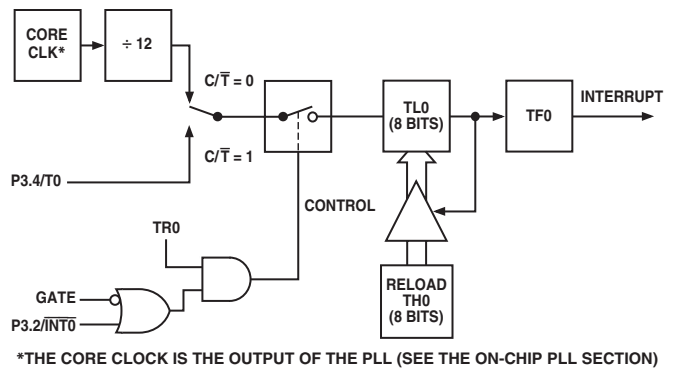 CORE
CLK*
÷ 12
C/T̅ = 0
TL0
(8 BITS)
TF0
INTERRUPT
C/T̅ = 1
P3.4/T0
CONTROL
TR0
RELOAD
TH0
(8 BITS)
GATE
P3.2/I̅N̅T̅0̅
*THE CORE CLOCK IS THE OUTPUT OF THE PLL (SEE THE ON-CHIP PLL SECTION)